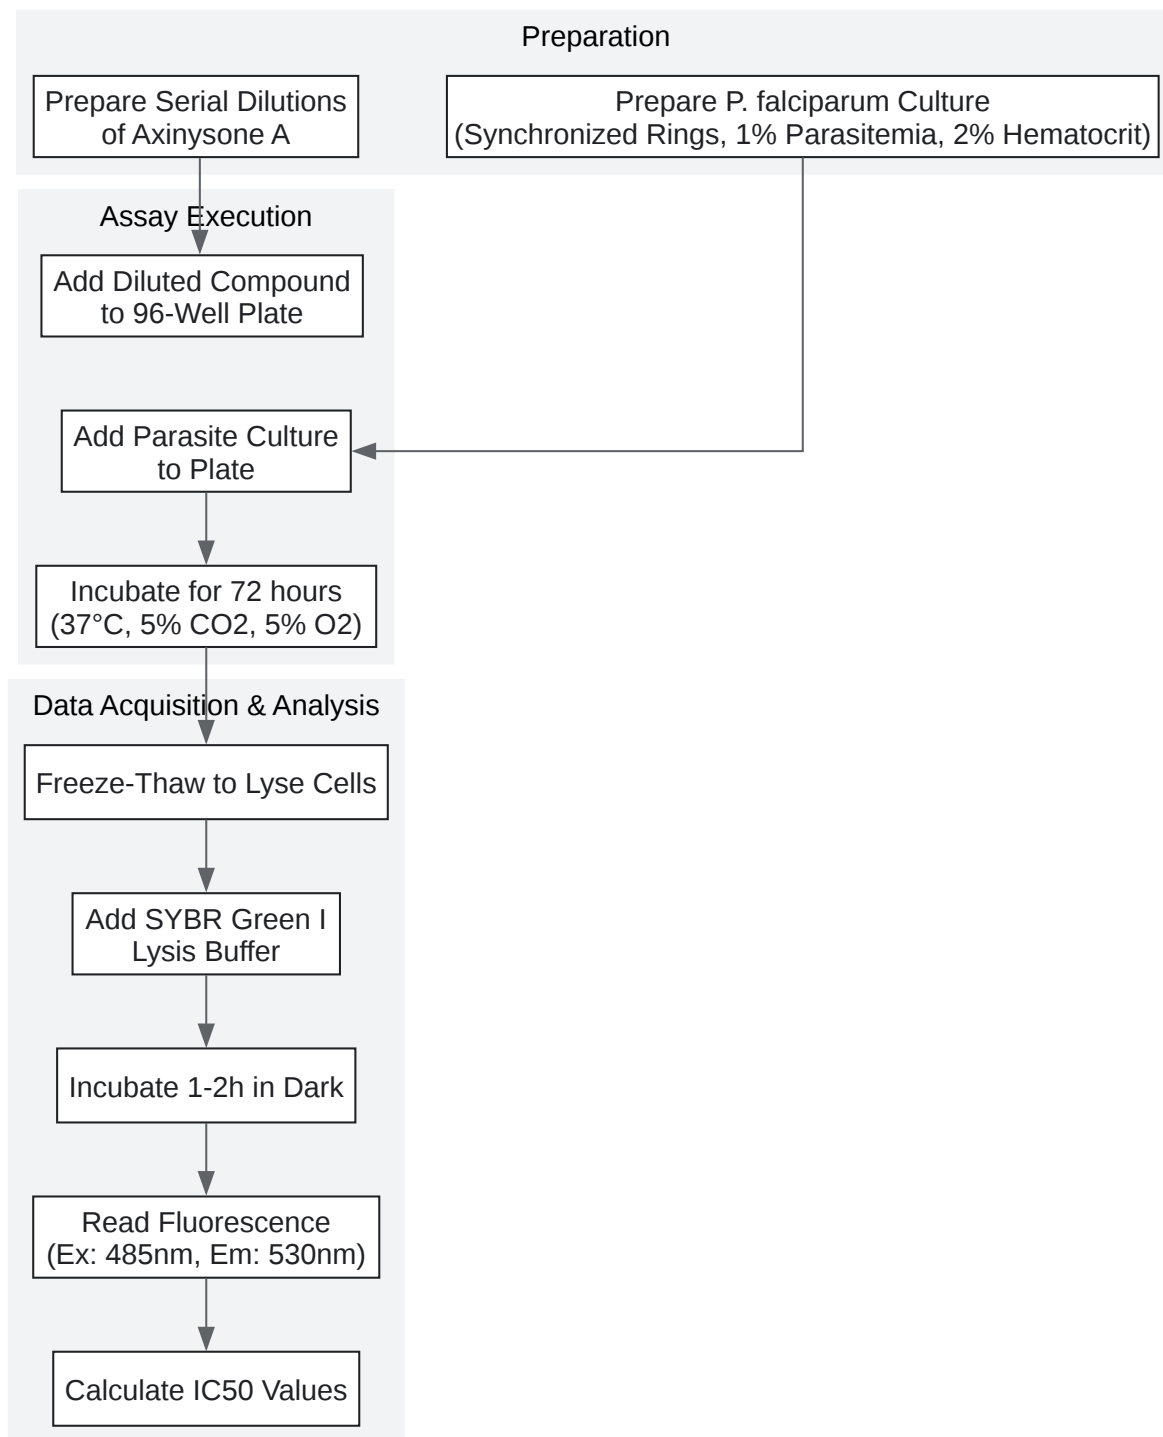 Preparation
Prepare Serial Dilutions
of Axinysone A
Prepare P. falciparum Culture
(Synchronized Rings, 1% Parasitemia, 2% Hematocrit)
Assay Execution
Add Diluted Compound
to 96-Well Plate
Add Parasite Culture
to Plate
Incubate for 72 hours
(37°C, 5% CO2, 5% O2)
Data Acquisition & Analysis
Freeze-Thaw to Lyse Cells
Add SYBR Green I
Lysis Buffer
Incubate 1-2h in Dark
Read Fluorescence
(Ex: 485nm, Em: 530nm)
Calculate IC50 Values